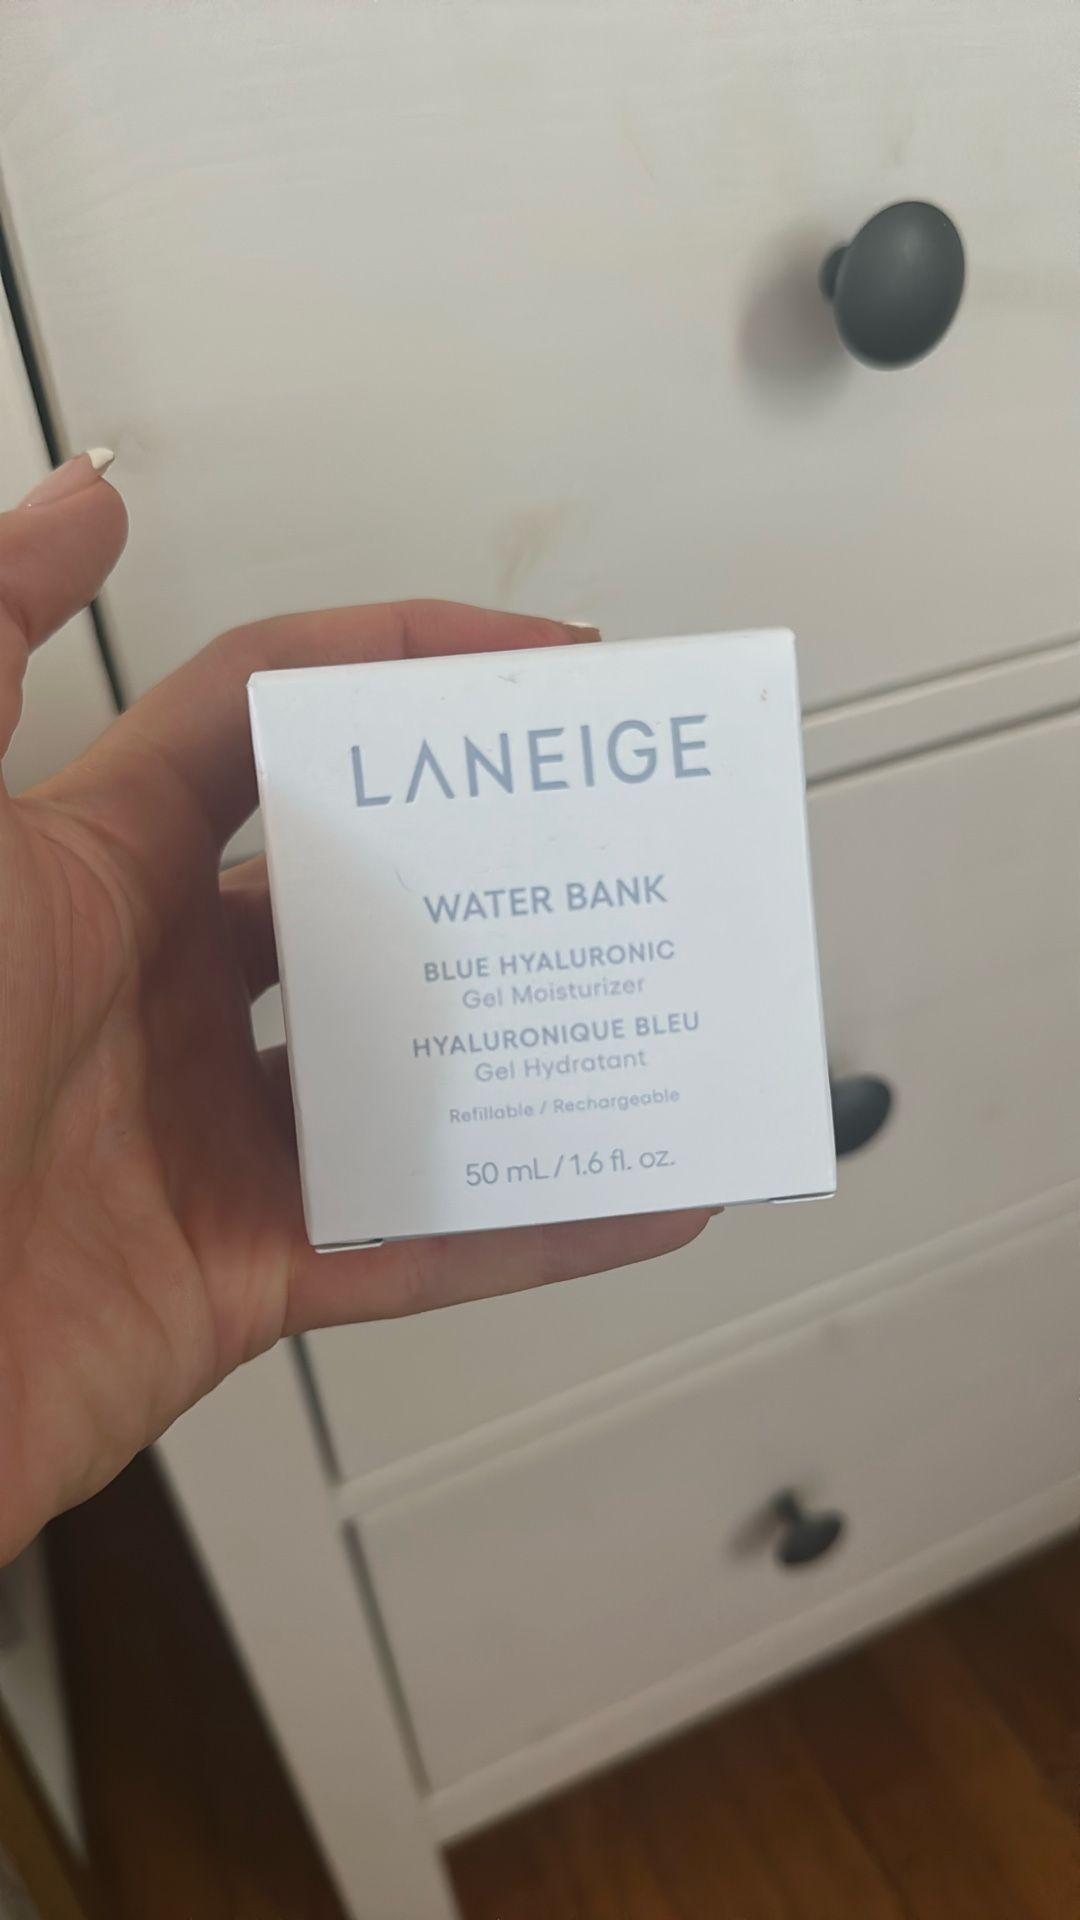 LANEIGE
WATER BANK
BLUE HYALURONIC
Gel Moisturizer
HYALURONIQUE BLEU
Gel Hydratant
Refillable / Rechargeable
50 mL / 1.6 fl. oz.